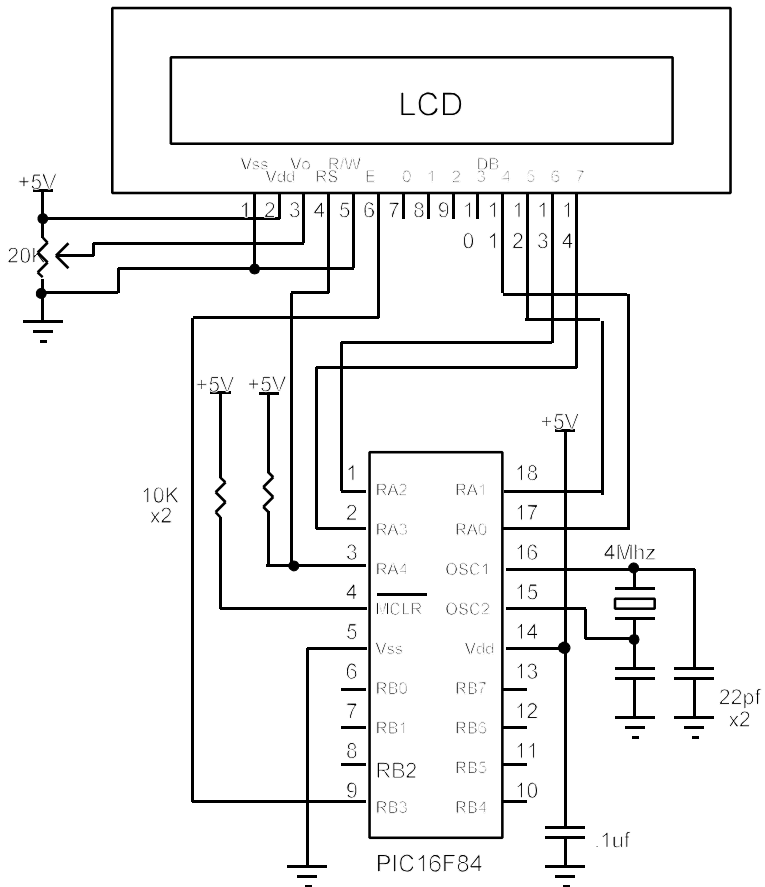 LCD
Vss Vo R/W DB
Vdd RS E 0 1 2 3 4 5 6 7
+5V
1 2 3 4 5 6 7 8 9 1 1 1 1 1
0 1 2 3 4
20K
+5V +5V
+5V
10K
x2
1 RA2 RA1 18
2 RA3 RA0 17
3 RA4 OSC1 16
4Mhz
4 MCLR OSC2 15
5 Vss Vdd 14
6 RB0 RB7 13
22pf
x2
7 RB1 RB6 12
8 RB2 RB5 11
9 RB3 RB4 10
.1uf
PIC16F84